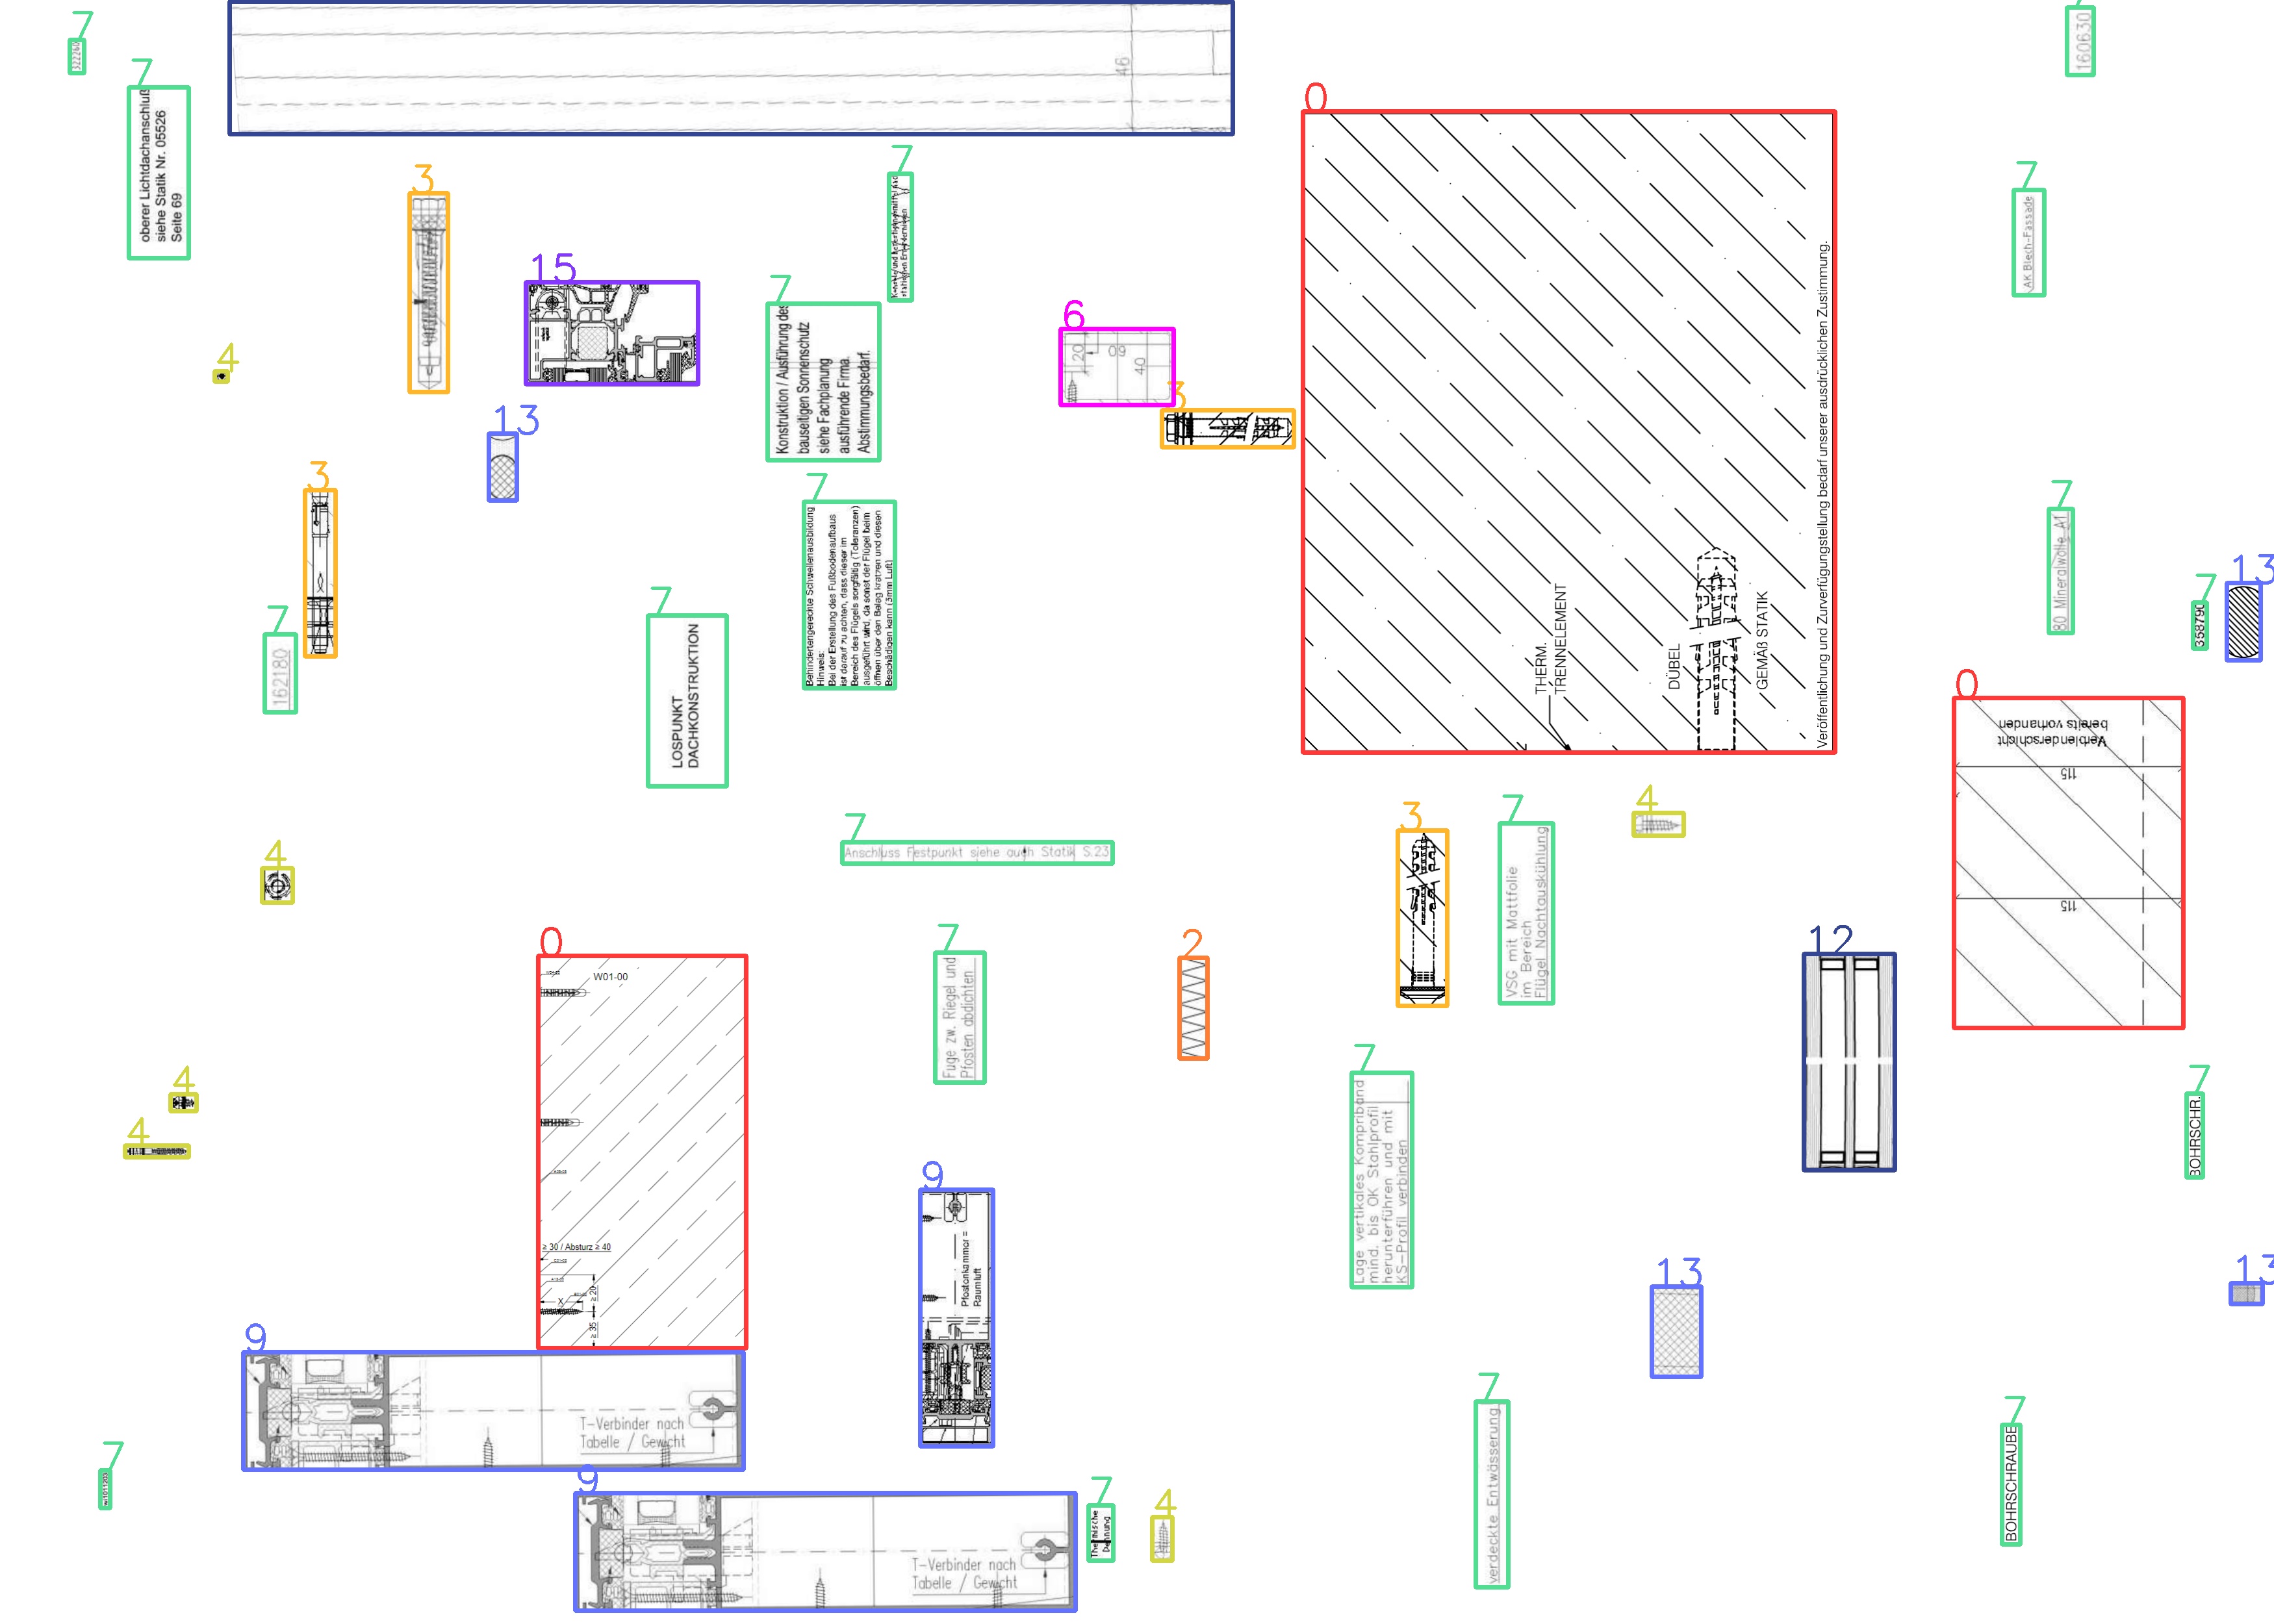 7
322260
7
oberer Lichtdachanschluß
siehe Statik Nr. 05526
Seite 69
46
3
15
7
7
Konstruktion / Ausführung des
bauseitigen Sonnenschutz
siehe Fachplanung
ausführende Firma.
Abstimmungsbedarf.
6
20
60
40
3
0
Veröffentlichung und Zurverfügungstellung bedarf unserer ausdrücklichen Zustimmung.
THERM.
TRENNELEMENT
DÜBEL
GEMÄß STATIK
7
160630
7
AK Blech-Fassade
4
13
3
7
162180
7
LOSPUNKT
DACHKONSTRUKTION
7
Behindertengerechte Schwellenausbildung
Hinweis:
Bei der Erstellung des Fußbodenaufbaus
ist darauf zu achten, dass dieser im
Bereich des Flügels sorgfältig (Toleranzen)
ausgeführt wird, da sonst der Flügel beim
öffnen über den Belag kratzen und diesen
Beschädigen kann (3mm Luft)
7
80 Mineralwolle A1
7
358790
13
0
Verblenderschicht
bereits vorhanden
115
115
4
7
Anschluss Festpunkt siehe auch Statik S.23
3
7
VSG mit Mattfolie
im Bereich
Flügel Nachtauskühlung
4
0
W01-00
≥ 30 / Absturz ≥ 40
X
≥ 20
≥ 35
7
Fuge zw. Riegel und
Pfosten abdichten
2
12
4
4
7
Lage vertikales Kompriband
mind. bis OK Stahlprofil
herunterführen und mit
KS-Profil verbinden
7
BOHRSCHR.
9
Pfostenkammer =
Raumluft
13
13
9
T-Verbinder nach
Tabelle / Gewicht
7
9
T-Verbinder nach
Tabelle / Gewicht
7
Thermische
Dehnung
4
7
verdeckte Entwässerung
7
BOHRSCHRAUBE